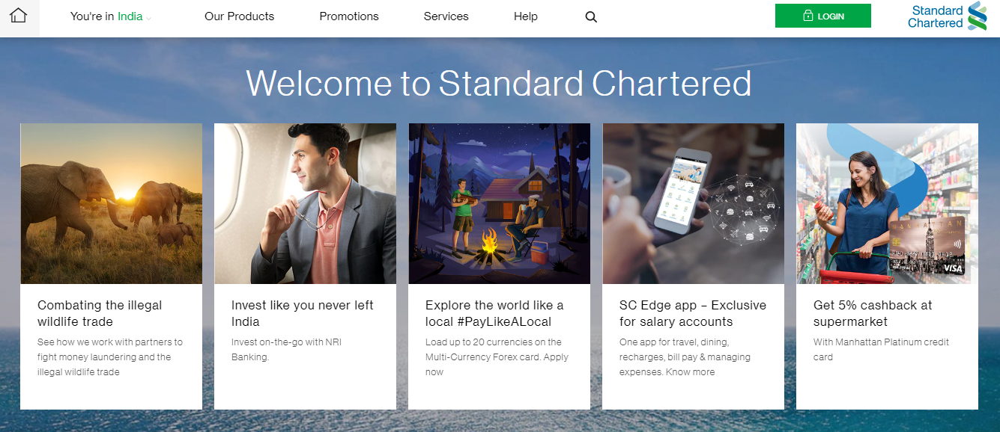 You're in India
Our Products
Promotions
Services
Help
LOGIN
Standard
Chartered
Welcome to Standard Chartered
MANHATTAN
VISA
Combating the illegal
wildlife trade
See how we work with partners to
fight money laundering and the
illegal wildlife trade
Invest like you never left
India
Invest on-the-go with NRI
Banking.
Explore the world like a
local #PayLikeALocal
Load up to 20 currencies on the
Multi-Currency Forex card. Apply
now
SC Edge app – Exclusive
for salary accounts
One app for travel, dining,
recharges, bill pay & managing
expenses. Know more
Get 5% cashback at
supermarket
With Manhattan Platinum credit
card